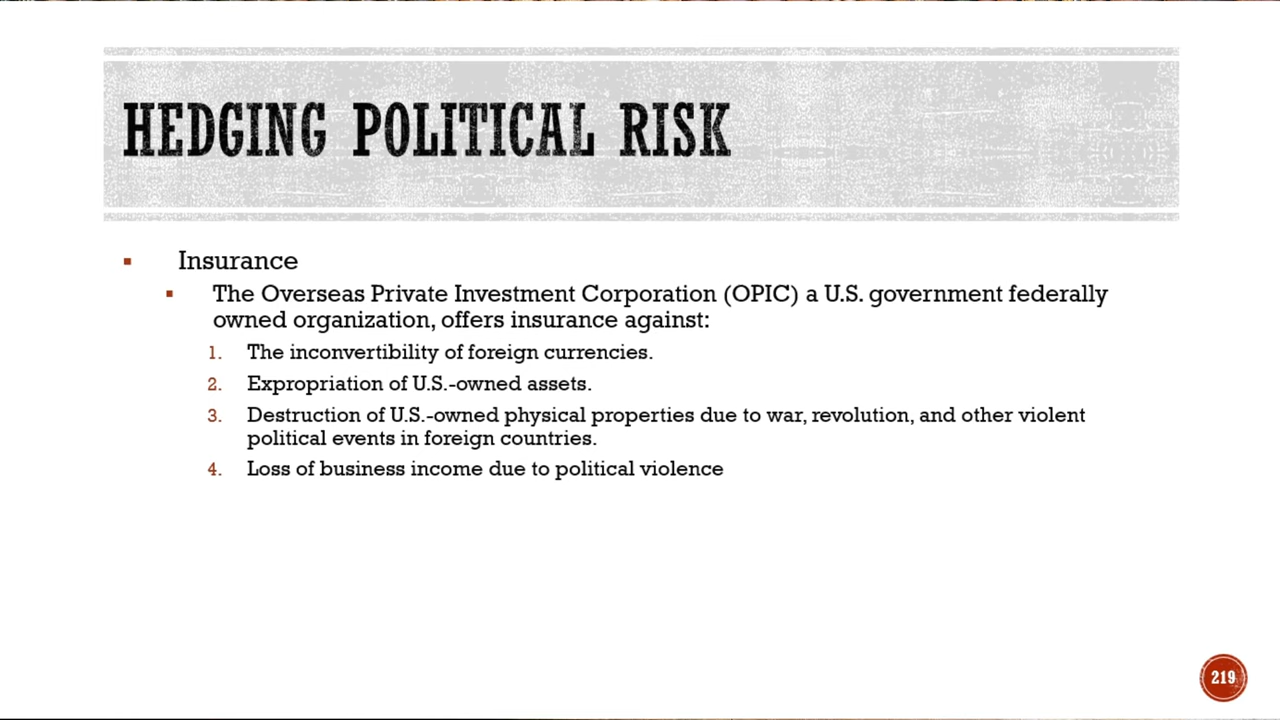 HEDGING POLITICAL RISK
▪ Insurance
▪ The Overseas Private Investment Corporation (OPIC) a U.S. government federally
owned organization, offers insurance against:
1. The inconvertibility of foreign currencies.
2. Expropriation of U.S.-owned assets.
3. Destruction of U.S.-owned physical properties due to war, revolution, and other violent
political events in foreign countries.
4. Loss of business income due to political violence
219